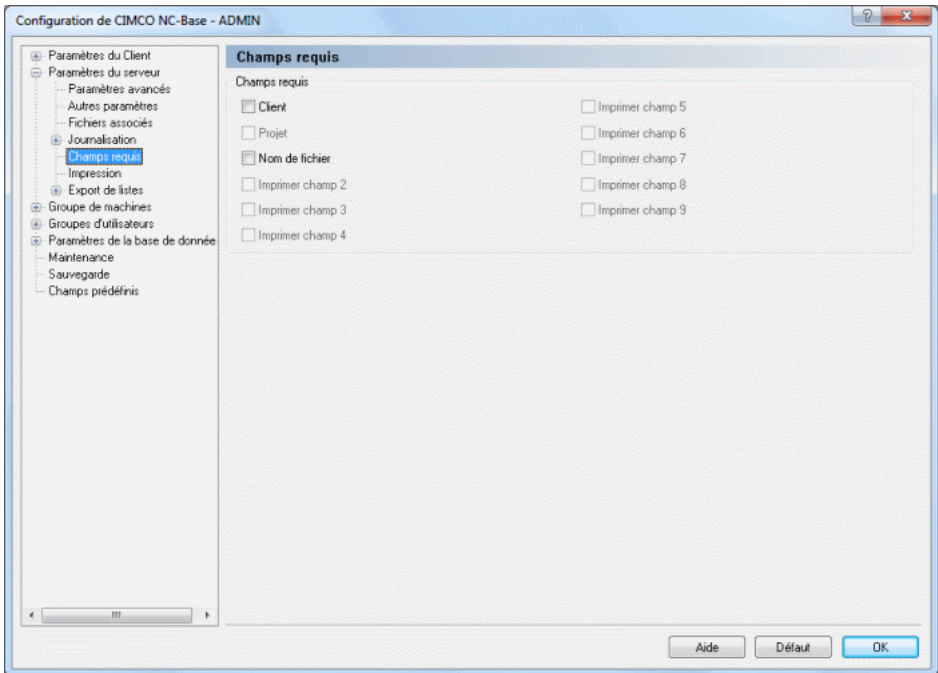 Configuration de CIMCO NC-Base - ADMIN
Paramètres du Client
Paramètres du serveur
Paramètres avancés
Autres paramètres
Fichiers associés
Journalisation
Champs requis
Impression
Export de listes
Groupe de machines
Groupes d'utilisateurs
Paramètres de la base de donnée
Maintenance
Sauvegarde
Champs prédéfinis
Champs requis
Champs requis
Client
Projet
Nom de fichier
Imprimer champ 2
Imprimer champ 3
Imprimer champ 4
Imprimer champ 5
Imprimer champ 6
Imprimer champ 7
Imprimer champ 8
Imprimer champ 9
Aide
Défaut
OK